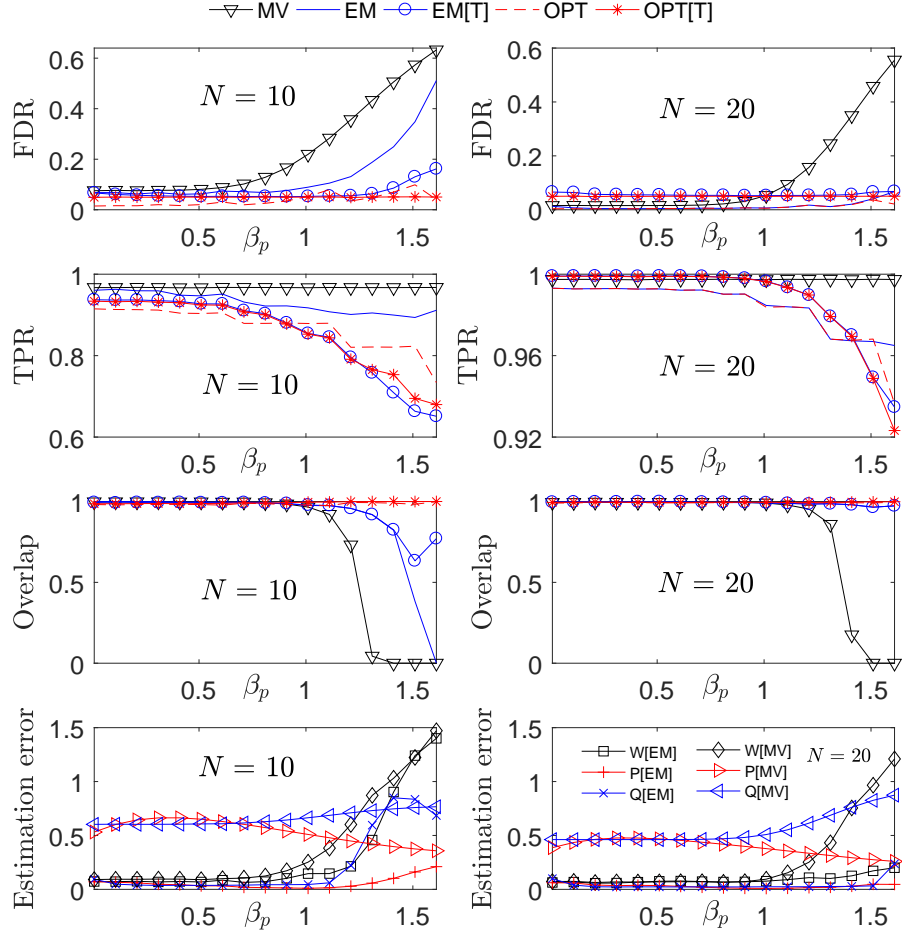 MV EM EM[T] OPT OPT[T]
FDR
0.6
0.4
0.2
0
N = 10
0.5 1 1.5
β_p
FDR
0.6
0.4
0.2
0
N = 20
0.5 1 1.5
β_p
TPR
1
0.8
0.6
N = 10
0.5 1 1.5
β_p
TPR
1
0.96
0.92
N = 20
0.5 1 1.5
β_p
Overlap
1
0.5
0
N = 10
0.5 1 1.5
β_p
Overlap
1
0.5
0
N = 20
0.5 1 1.5
β_p
Estimation error
1.5
1
0.5
0
N = 10
0.5 1 1.5
β_p
Estimation error
1.5
1
0.5
0
W[EM] W[MV] N = 20
P[EM] P[MV]
Q[EM] Q[MV]
0.5 1 1.5
β_p